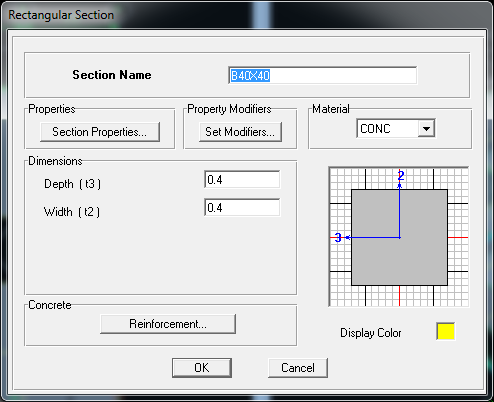 Rectangular Section
Section Name B40X40
Properties
Section Properties...
Property Modifiers
Set Modifiers...
Material
CONC
Dimensions
Depth ( t3 ) 0.4
Width ( t2 ) 0.4
2
3
Concrete
Reinforcement...
Display Color
OK
Cancel